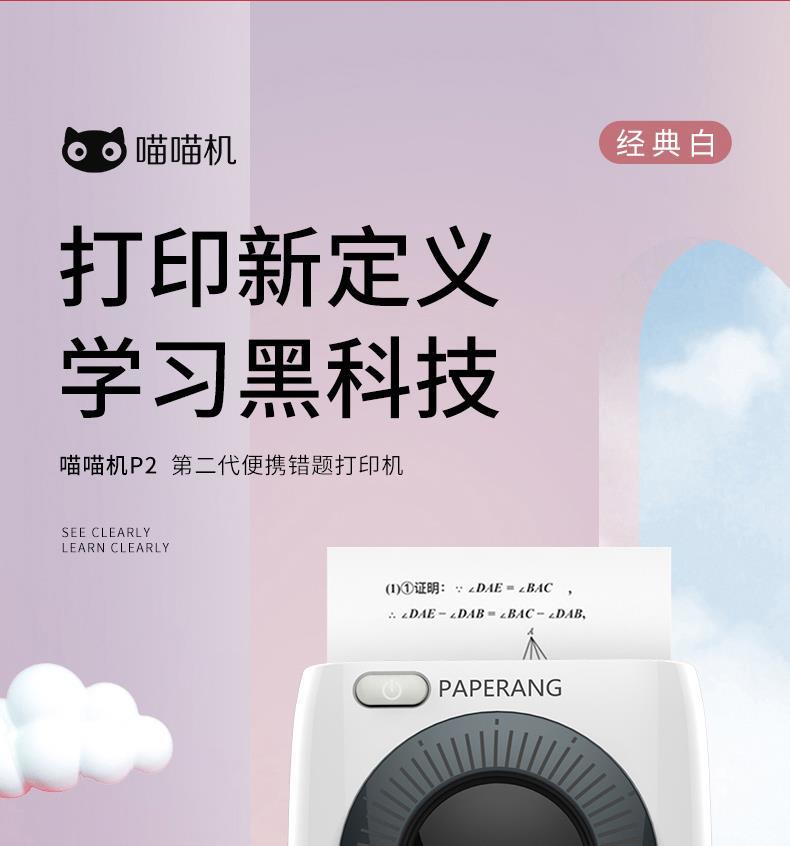 喵喵机
经典白
打印新定义
学习黑科技
喵喵机P2 第二代便携错题打印机
SEE CLEARLY
LEARN CLEARLY
(1)①证明：∵ ∠DAE = ∠BAC ，
∴ ∠DAE − ∠DAB = ∠BAC − ∠DAB,
A
PAPERANG